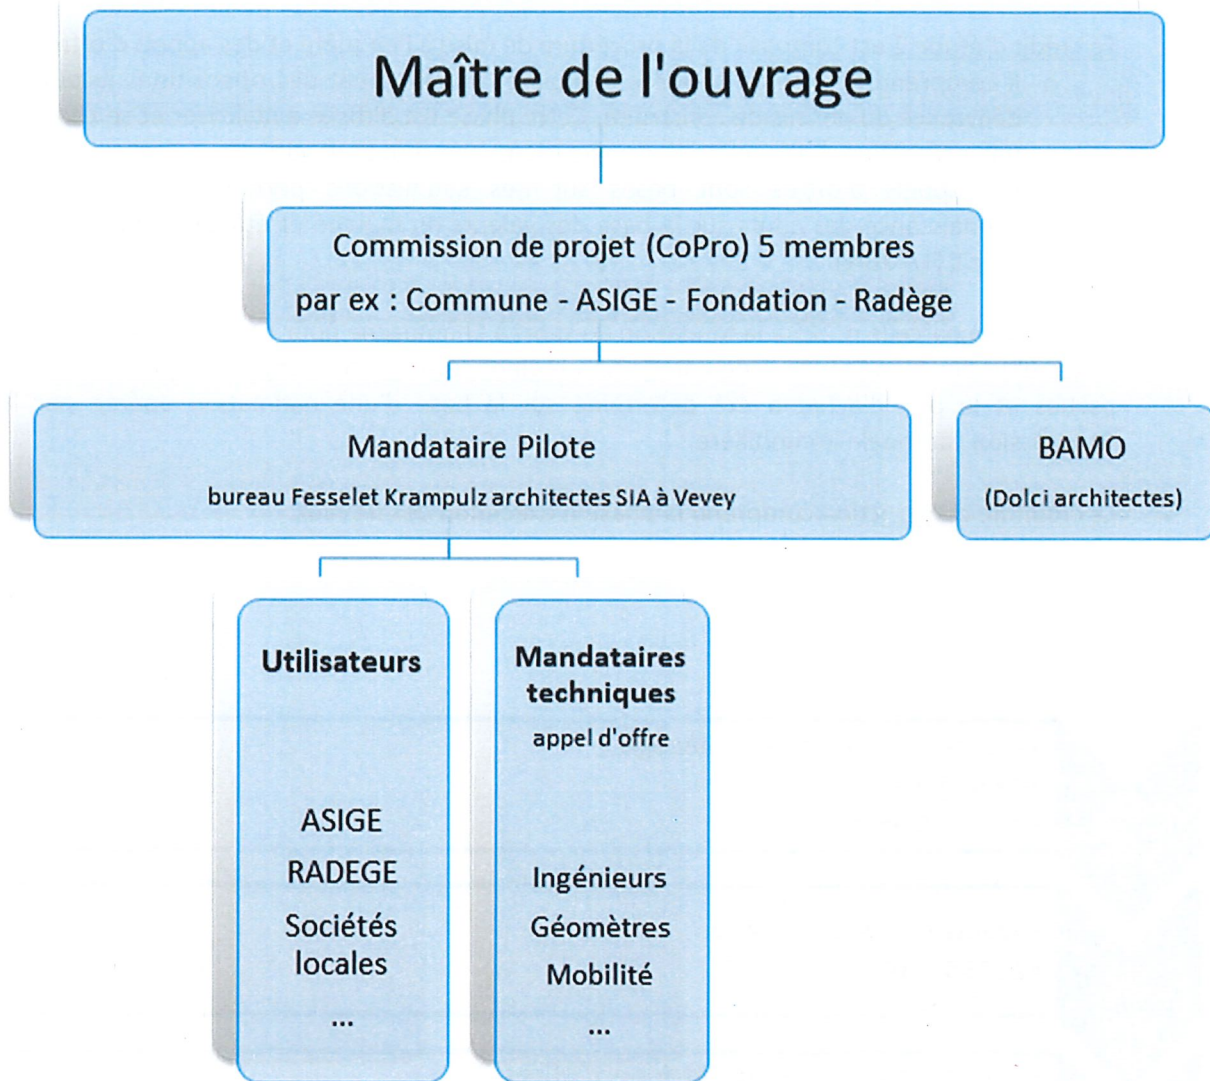 Maître de l'ouvrage
Commission de projet (CoPro) 5 membres
par ex : Commune - ASIGE - Fondation - Radège
Mandataire Pilote
bureau Fesselet Krampulz architectes SIA à Vevey
BAMO
(Dolci architectes)
Utilisateurs
ASIGE
RADEGE
Sociétés
locales
...
Mandataires
techniques
appel d'offre
Ingénieurs
Géomètres
Mobilité
...